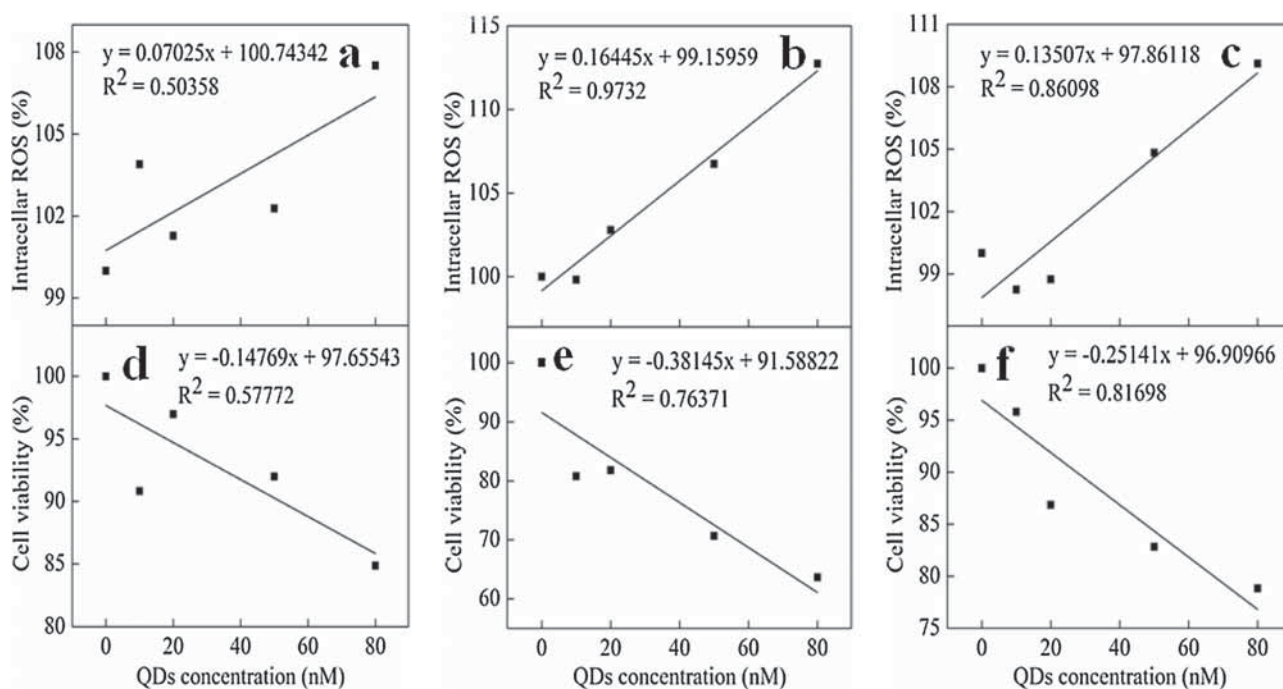 y = 0.07025x + 100.74342
R² = 0.50358
a
108
105
102
99
Intracellar ROS (%)
y = 0.16445x + 99.15959
R² = 0.9732
b
115
110
105
100
Intracellar ROS (%)
y = 0.13507x + 97.86118
R² = 0.86098
c
111
108
105
102
99
Intracellar ROS (%)
d
y = -0.14769x + 97.65543
R² = 0.57772
100
95
90
85
80
Cell viability (%)
0 20 40 60 80
QDs concentration (nM)
e
y = -0.38145x + 91.58822
R² = 0.76371
100
90
80
70
60
Cell viability (%)
0 20 40 60 80
QDs concentration (nM)
f
y = -0.25141x + 96.90966
R² = 0.81698
100
95
90
85
80
75
Cell viability (%)
0 20 40 60 80
QDs concentration (nM)